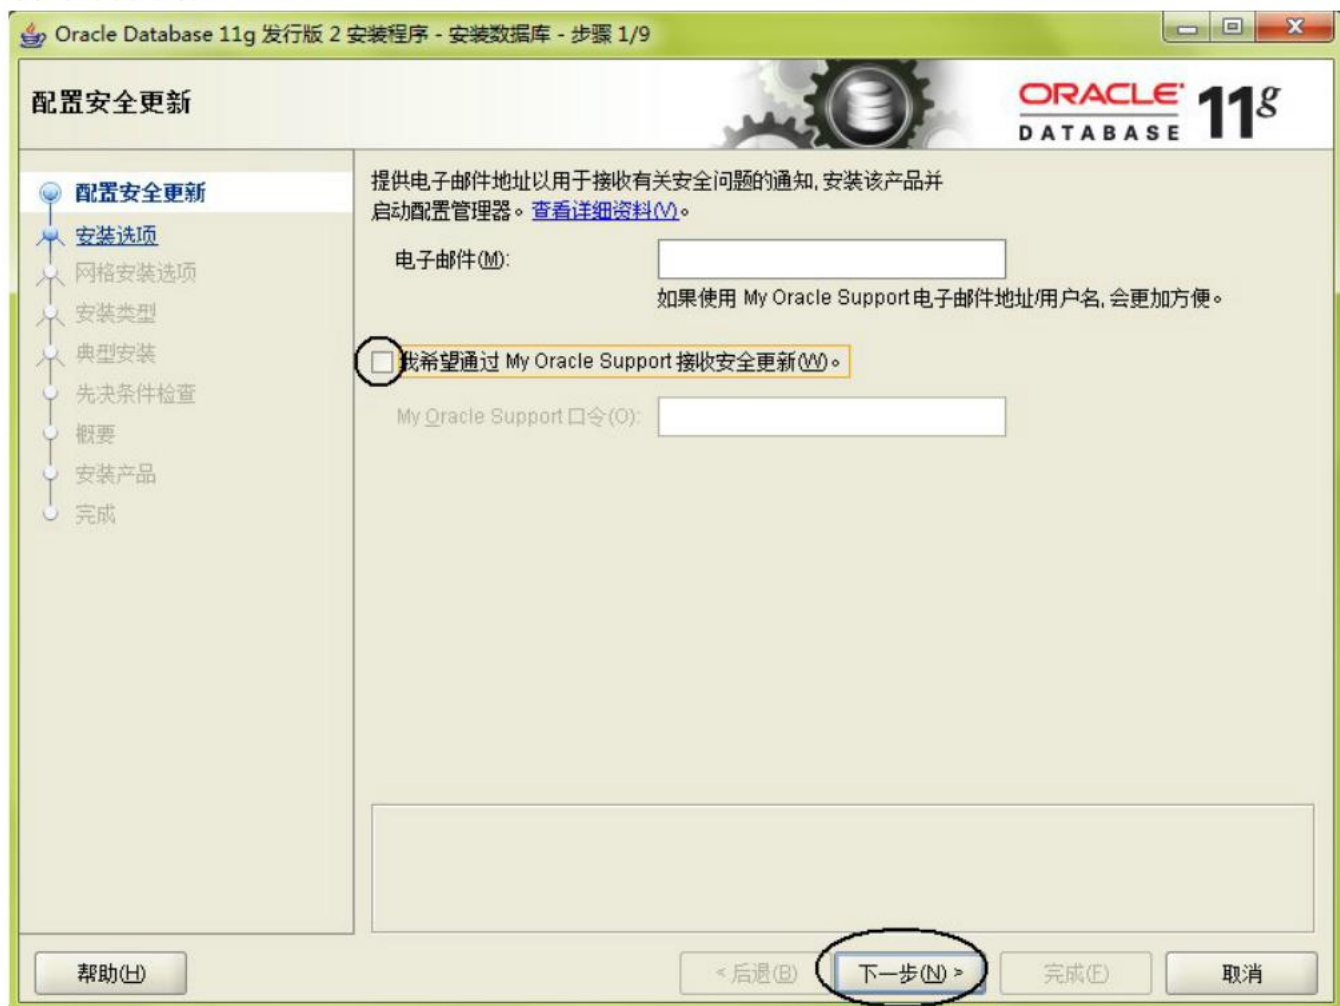 Oracle Database 11g 发行版 2 安装程序 - 安装数据库 - 步骤 1/9
配置安全更新
ORACLE 11g
DATABASE
配置安全更新
安装选项
网格安装选项
安装类型
典型安装
先决条件检查
概要
安装产品
完成
提供电子邮件地址以用于接收有关安全问题的通知, 安装该产品并
启动配置管理器。查看详细资料(V)。
电子邮件(M):
如果使用 My Oracle Support 电子邮件地址/用户名, 会更加方便。
我希望通过 My Oracle Support 接收安全更新(W)。
My Oracle Support 口令(O):
帮助(H)
< 后退(B)
下一步(N) >
完成(F)
取消